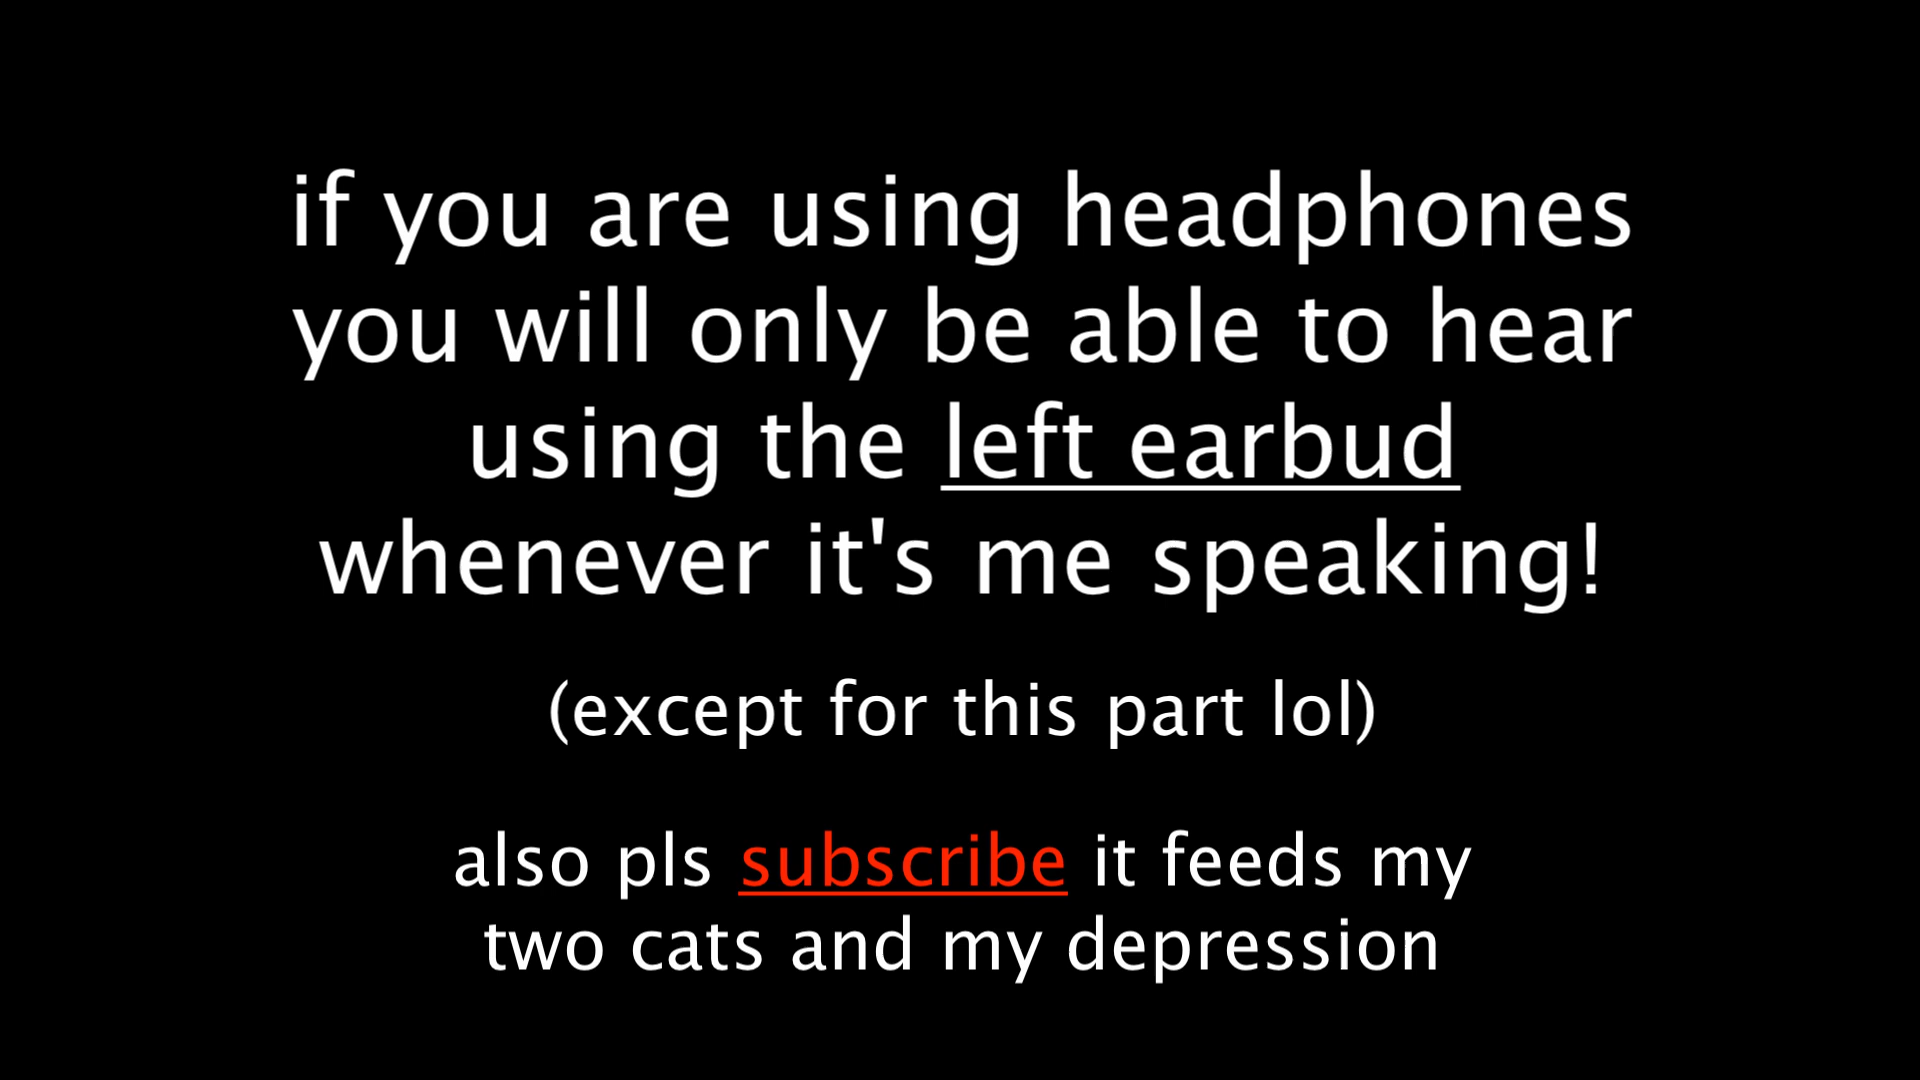 if you are using headphones
you will only be able to hear
using the left earbud
whenever it's me speaking!
(except for this part lol)
also pls subscribe it feeds my
two cats and my depression